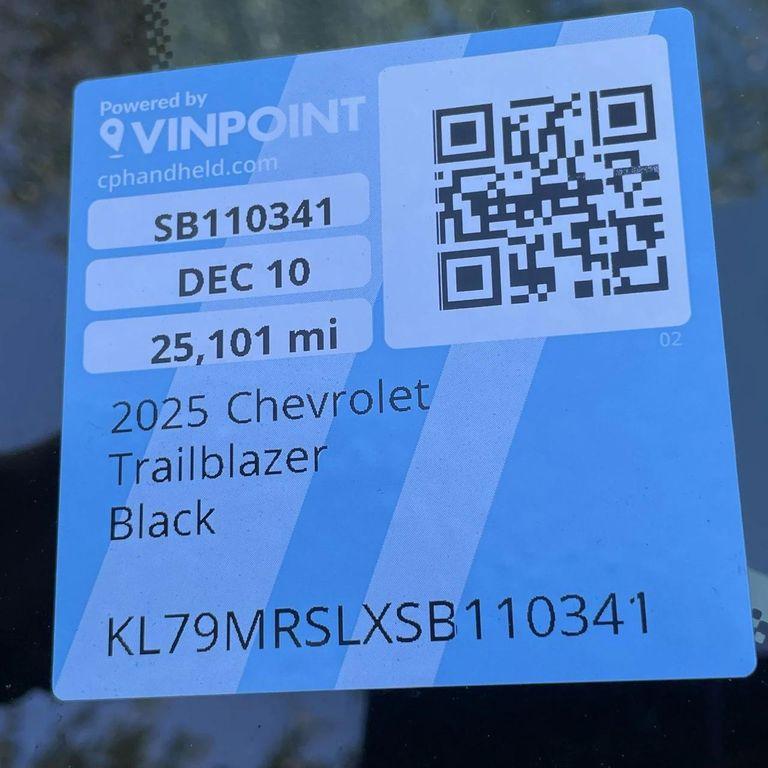 Powered by
VINPOINT
cphandheld.com
SB110341
DEC 10
25,101 mi
02
2025 Chevrolet
Trailblazer
Black
KL79MRSLXSB110341